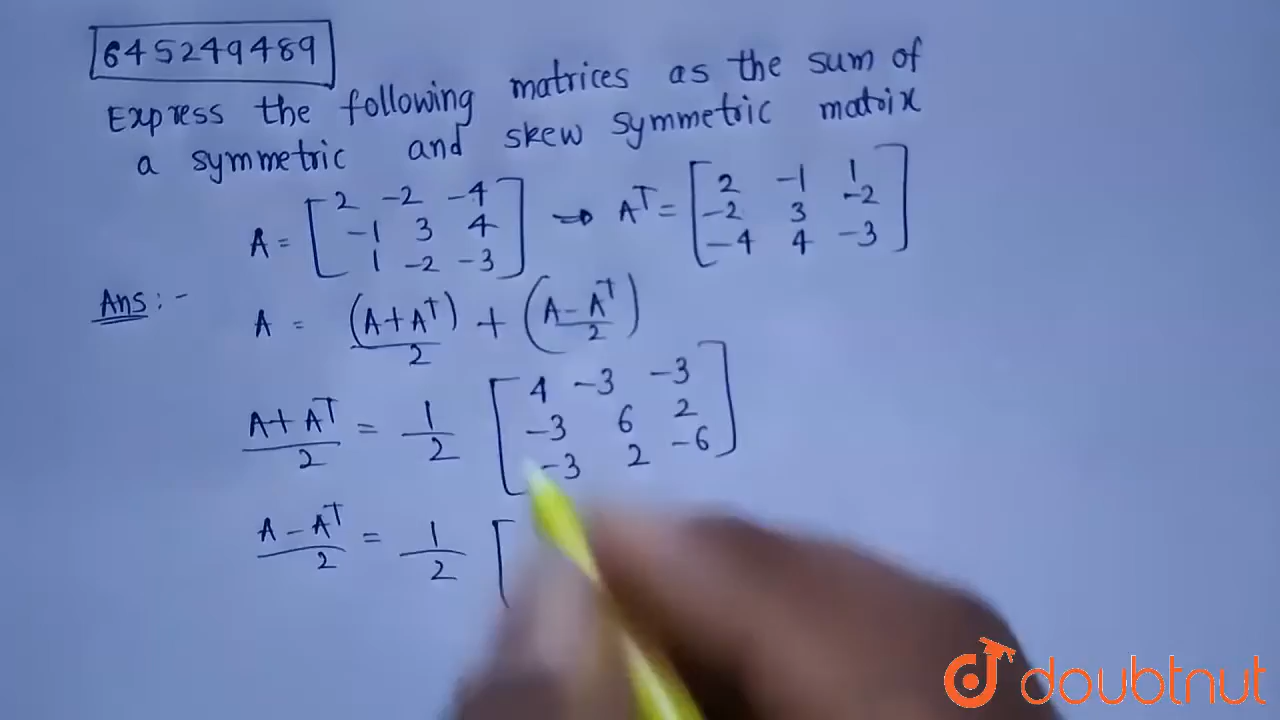 645249489
Express the following matrices as the sum of
a symmetric and skew symmetric matrix
A = [ 2 -2 -4
-1 3 4
1 -2 -3 ] → A^T = [ 2 -1 1
-2 3 -2
-4 4 -3 ]
Ans :-
A = (A+A^T)/2 + (A-A^T/2)
A+A^T/2 = 1/2 [ 4 -3 -3
-3 6 2
-3 2 -6 ]
A-A^T/2 = 1/2 [
doubtnut